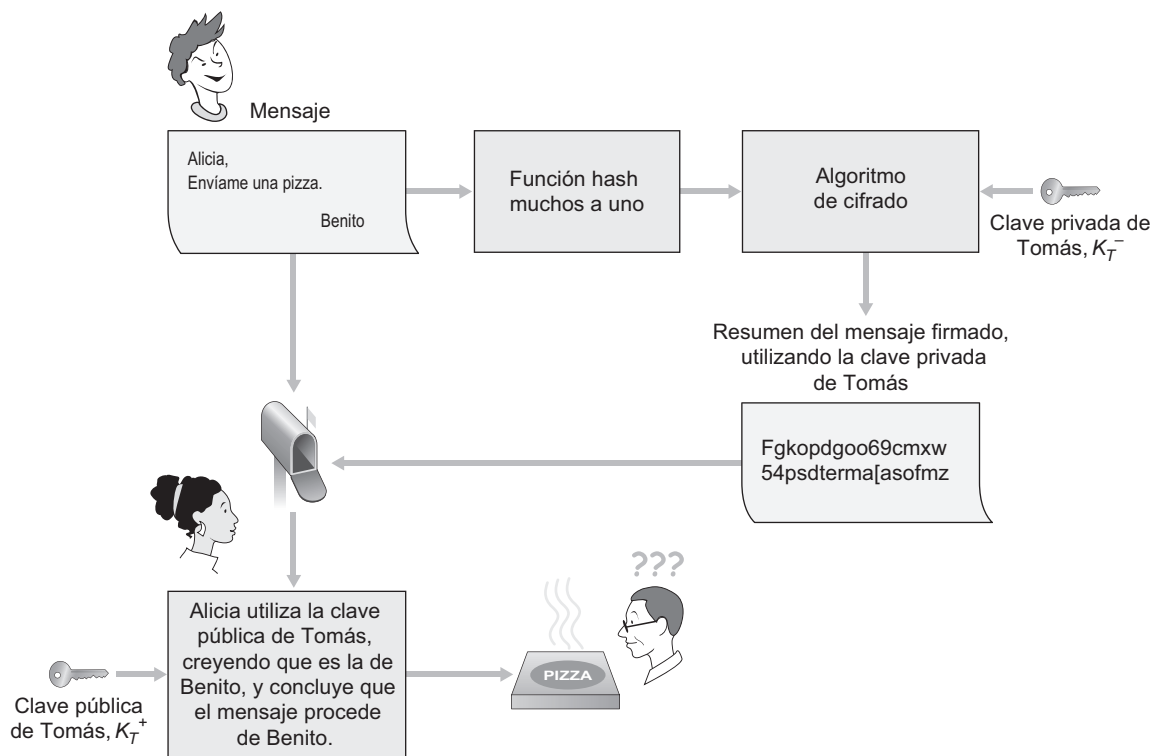 Mensaje
Alicia,
Envíame una pizza.
Benito
Función hash
muchos a uno
Algoritmo
de cifrado
Clave privada de
Tomás, K_T^–
Resumen del mensaje firmado,
utilizando la clave privada
de Tomás
Fgkopdgoo69cmxw
54psdterma[asofmz
???
Alicia utiliza la clave
pública de Tomás,
creyendo que es la de
Benito, y concluye que
el mensaje procede
de Benito.
PIZZA
Clave pública
de Tomás, K_T^+